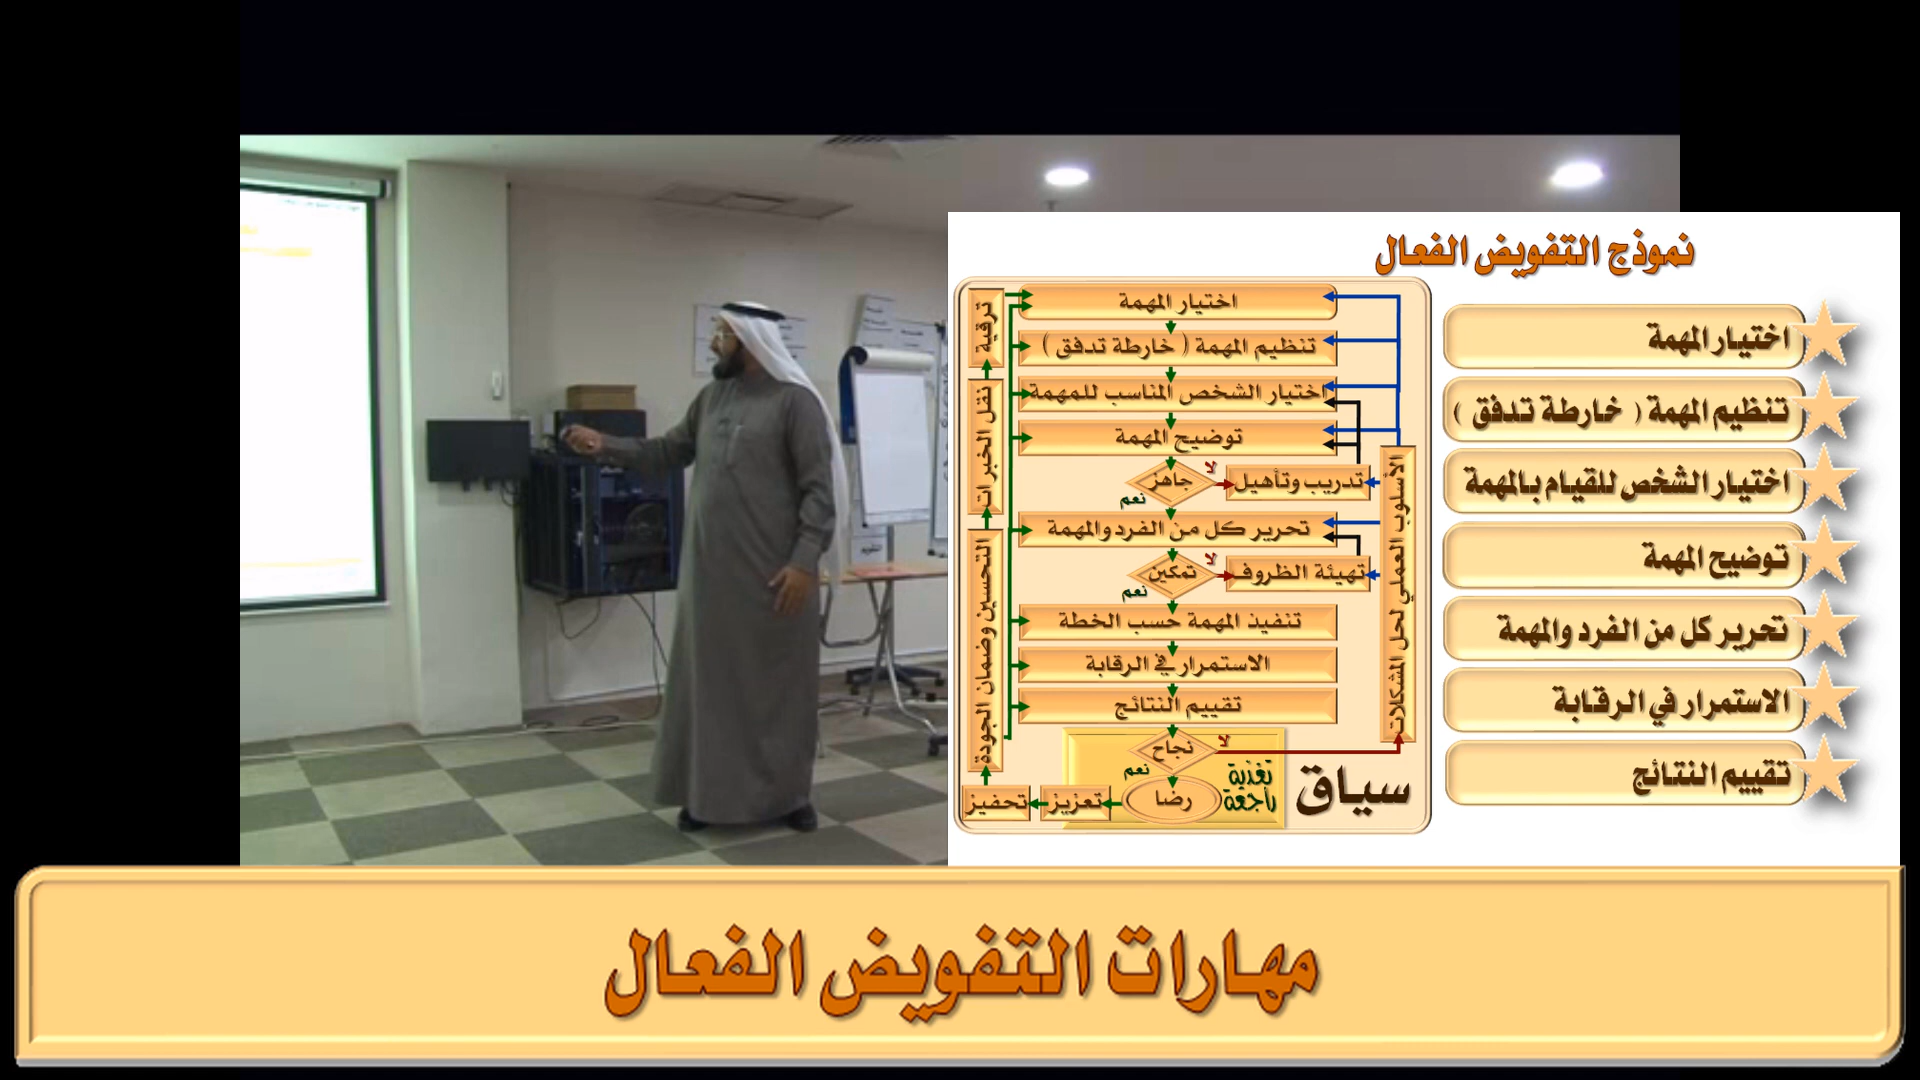 نموذج التفويض الفعال
اختيار المهمة
تنظيم المهمة ( خارطة تدفق )
اختيار الشخص للقيام بالمهمة
توضيح المهمة
تحرير كل من الفرد والمهمة
الاستمرار في الرقابة
تقييم النتائج
اختيار المهمة
تنظيم المهمة ( خارطة تدفق )
اختيار الشخص المناسب للمهمة
توضيح المهمة
جاهز
لا
نعم
تدريب وتأهيل
تحرير كل من الفرد والمهمة
تمكين
لا
نعم
تهيئة الظروف
تنفيذ المهمة حسب الخطة
الاستمرار في الرقابة
تقييم النتائج
نجاح
لا
نعم
رضا
تغذية
راجعة
تعزيز
تحفيز
التحسين وضمان الجودة
نقل الخبرات
ترقية
الأسلوب العملي لحل المشكلات
سياق
مهارات التفويض الفعال